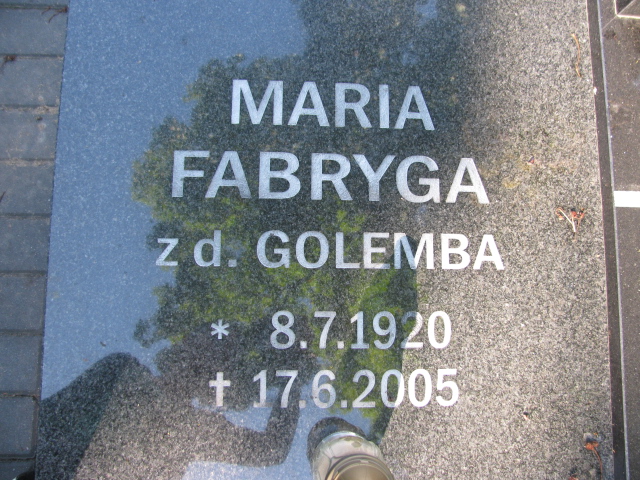 MARIA
FABRYGA
z d. GOLEMBA
* 8.7.1920
✝ 17.6.2005